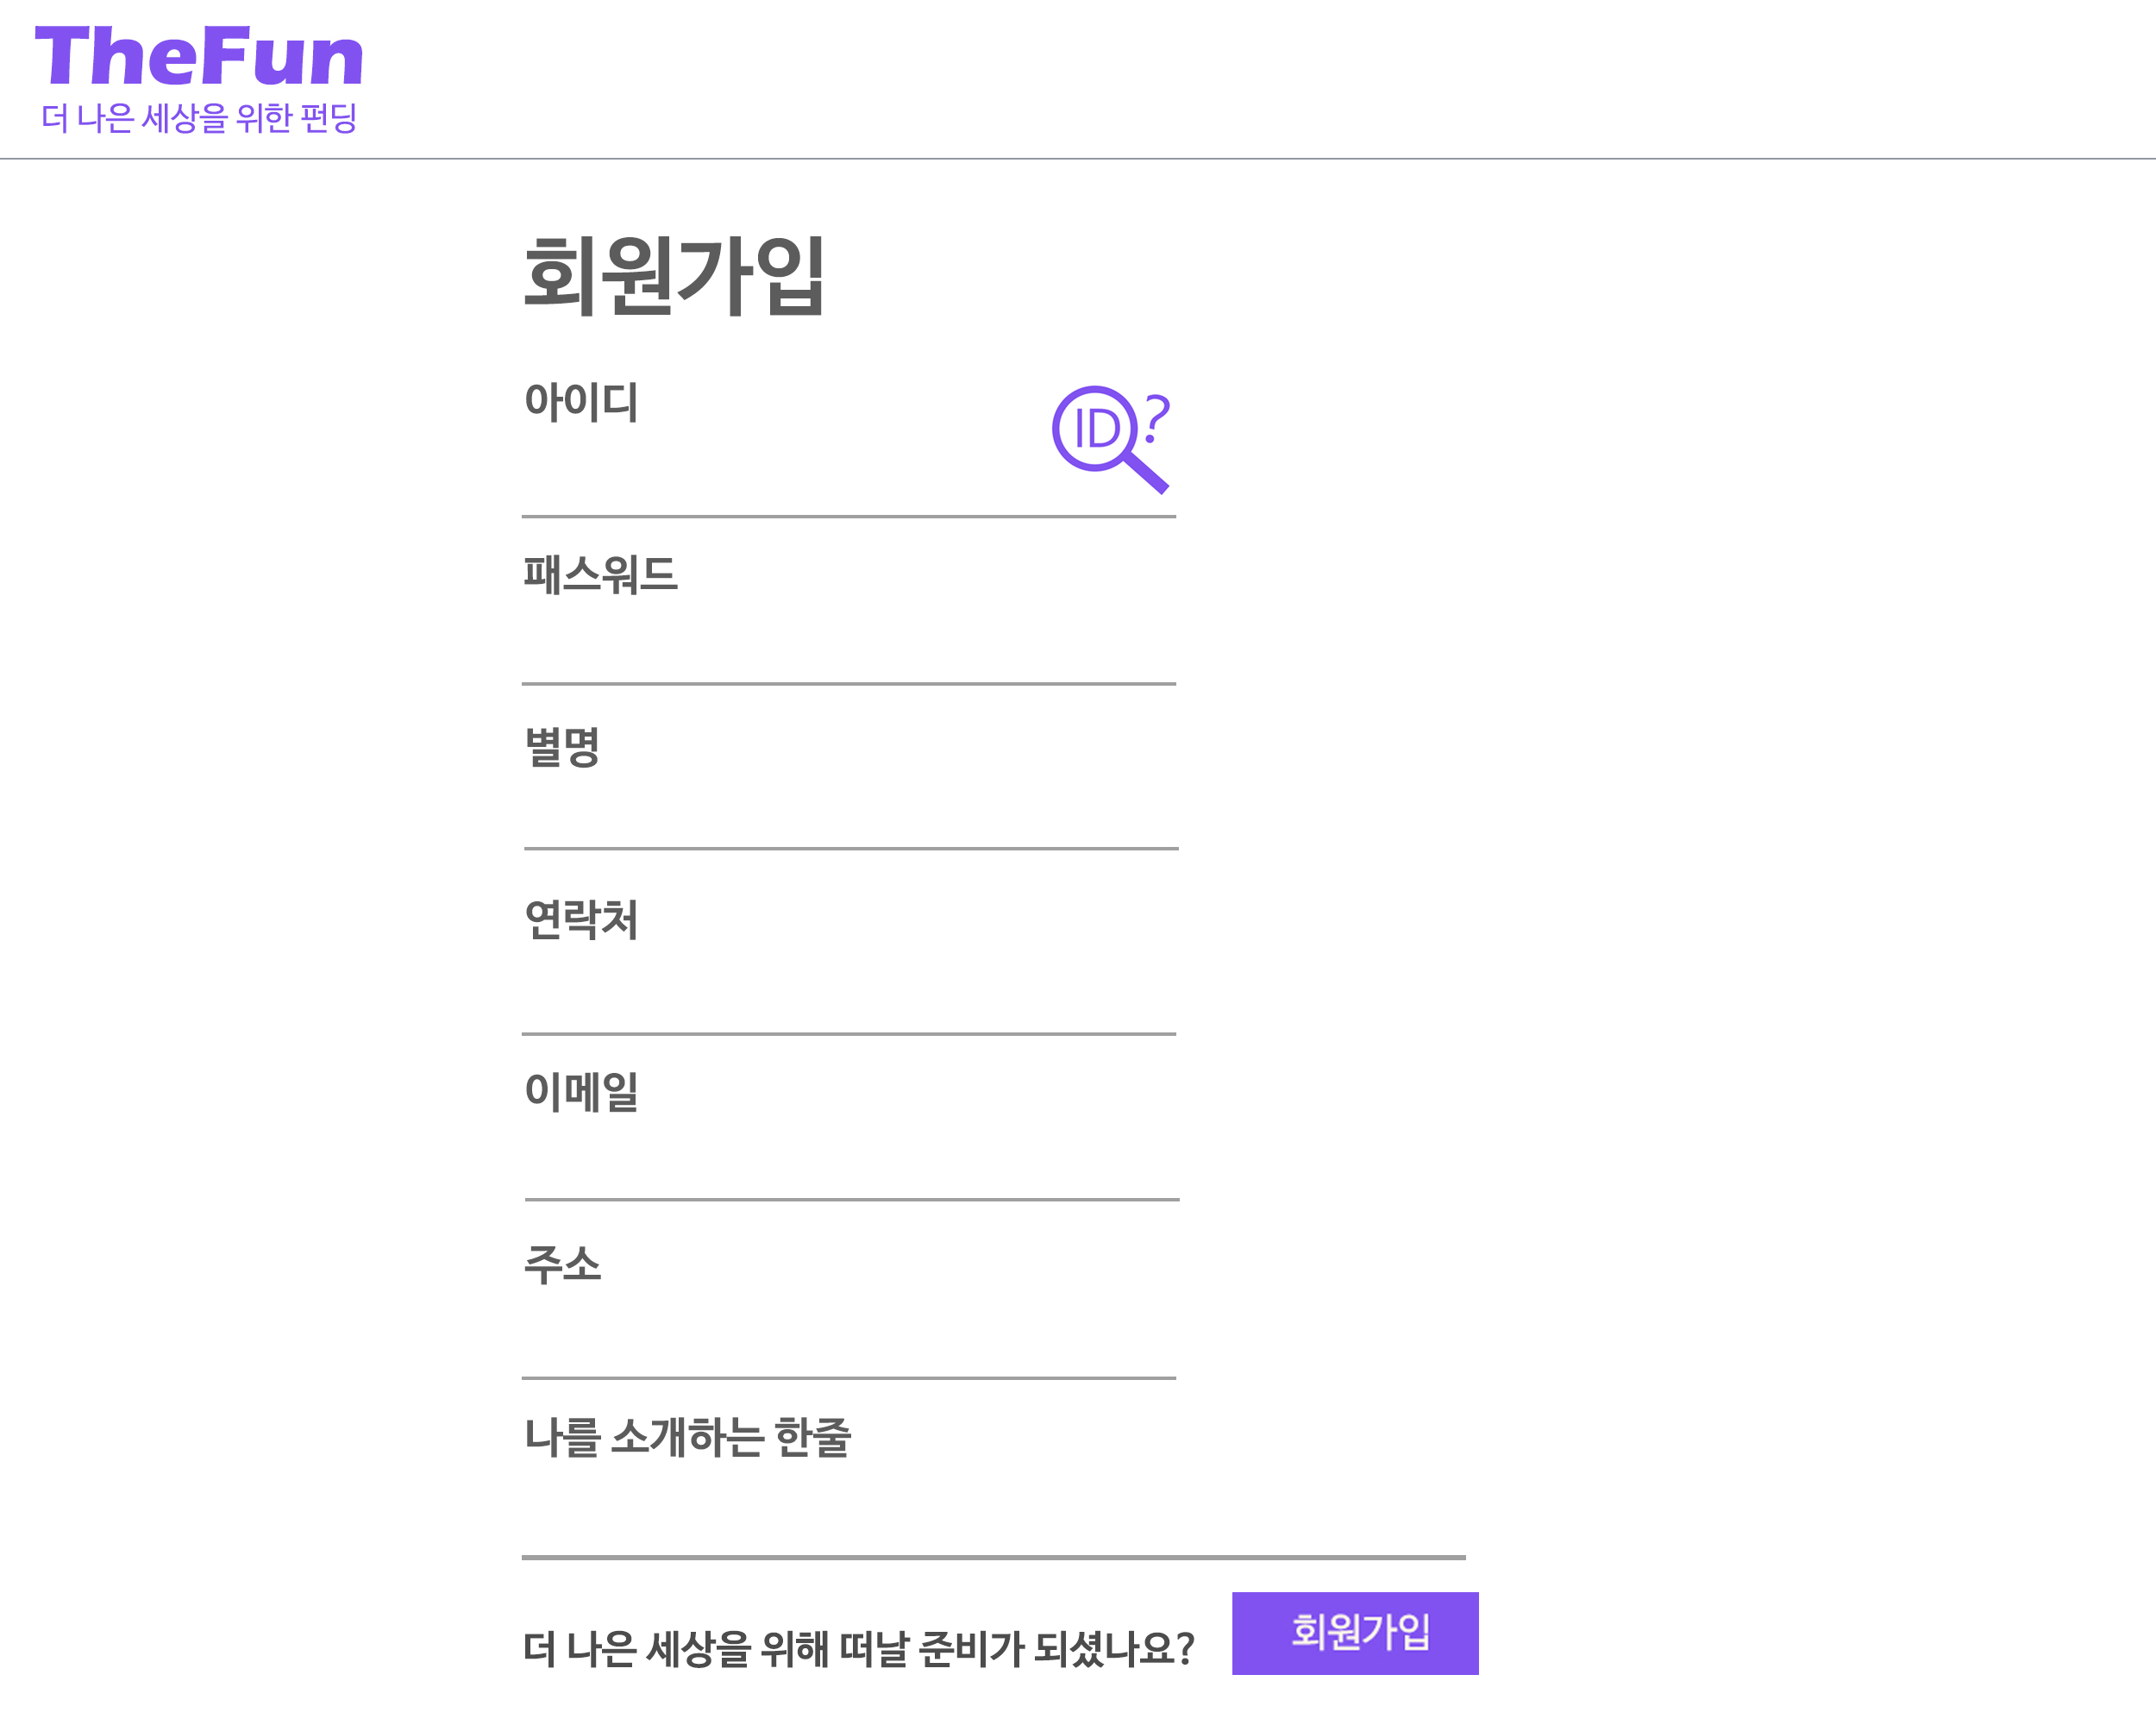 TheFun
더 나은 세상을 위한 펀딩
회원가입
아이디
ID?
패스워드
별명
연락처
이메일
주소
나를 소개하는 한줄
더 나은 세상을 위해 떠날 준비가 되셨나요?
회원가입